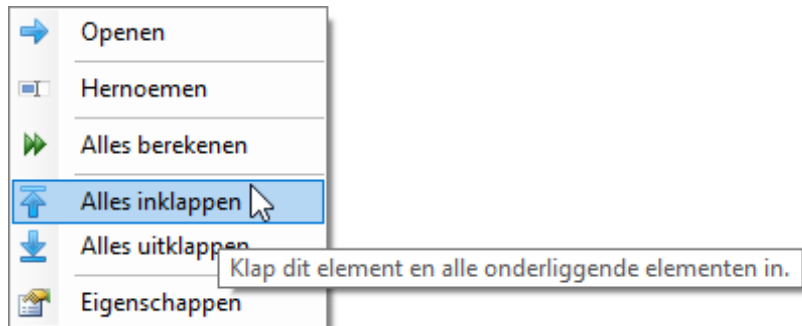 Openen
Hernoemen
Alles berekenen
Alles inklappen
Alles uitklappen
Klap dit element en alle onderliggende elementen in.
Eigenschappen